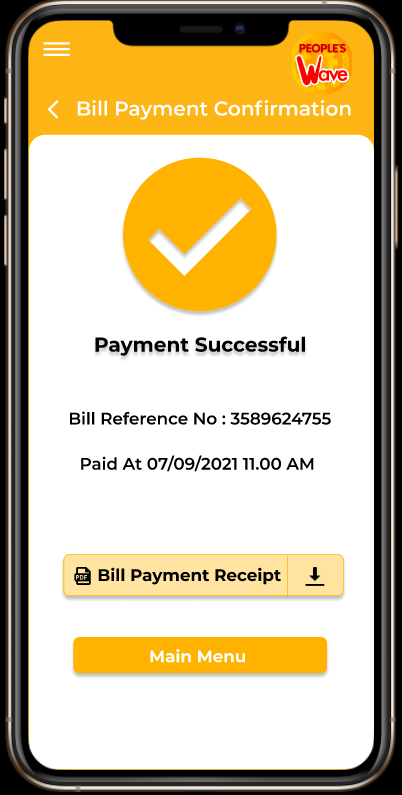 PEOPLE'S
Wave
Bill Payment Confirmation
Payment Successful
Bill Reference No : 3589624755
Paid At 07/09/2021 11.00 AM
PDF Bill Payment Receipt
Main Menu